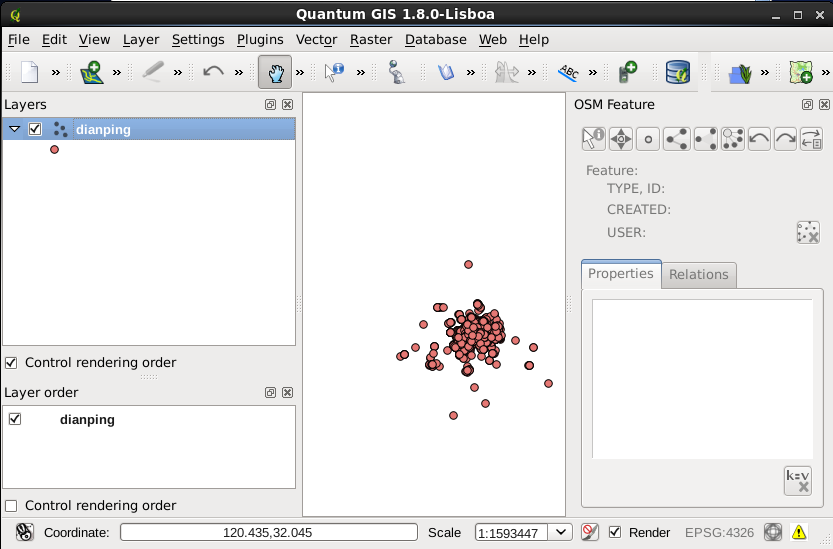 Quantum GIS 1.8.0-Lisboa
File Edit View Layer Settings Plugins Vector Raster Database Web Help
ABC
Layers
dianping
Control rendering order
Layer order
dianping
Control rendering order
OSM Feature
Feature:
TYPE, ID:
CREATED:
USER:
Properties Relations
k=v
Coordinate: 120.435,32.045 Scale 1:1593447 Render EPSG:4326